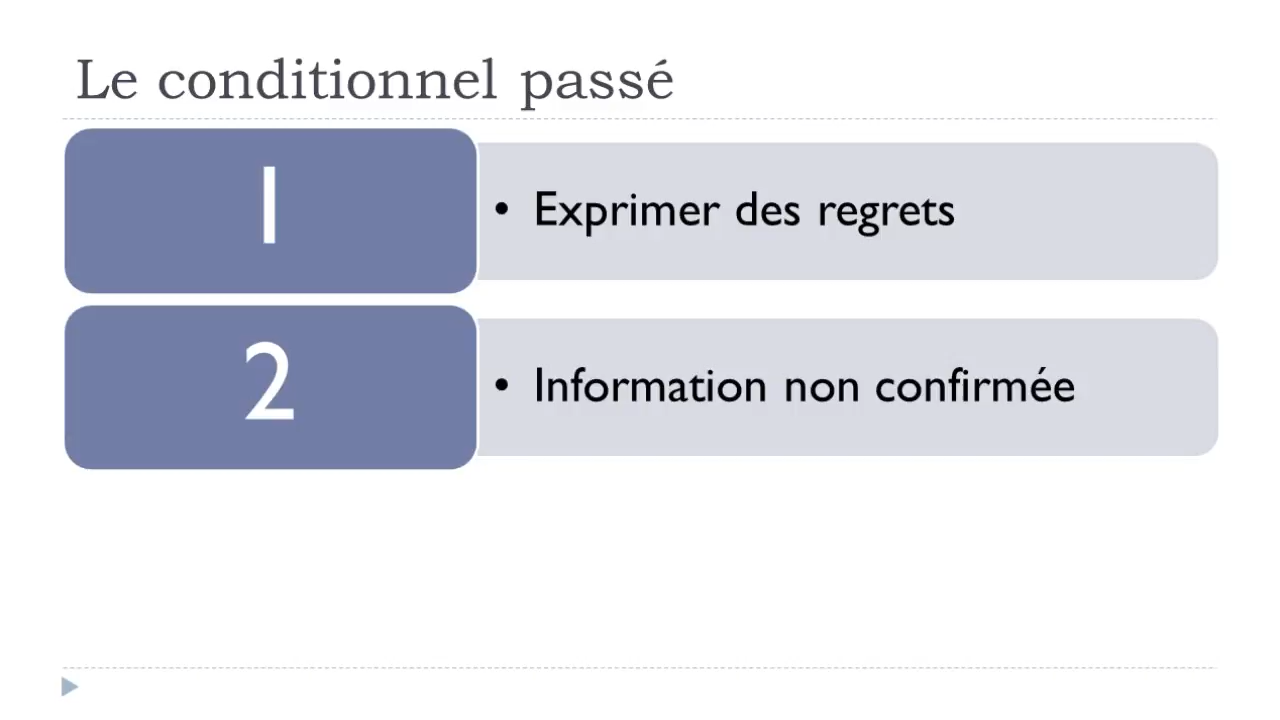 Le conditionnel passé
1
• Exprimer des regrets
2
• Information non confirmée